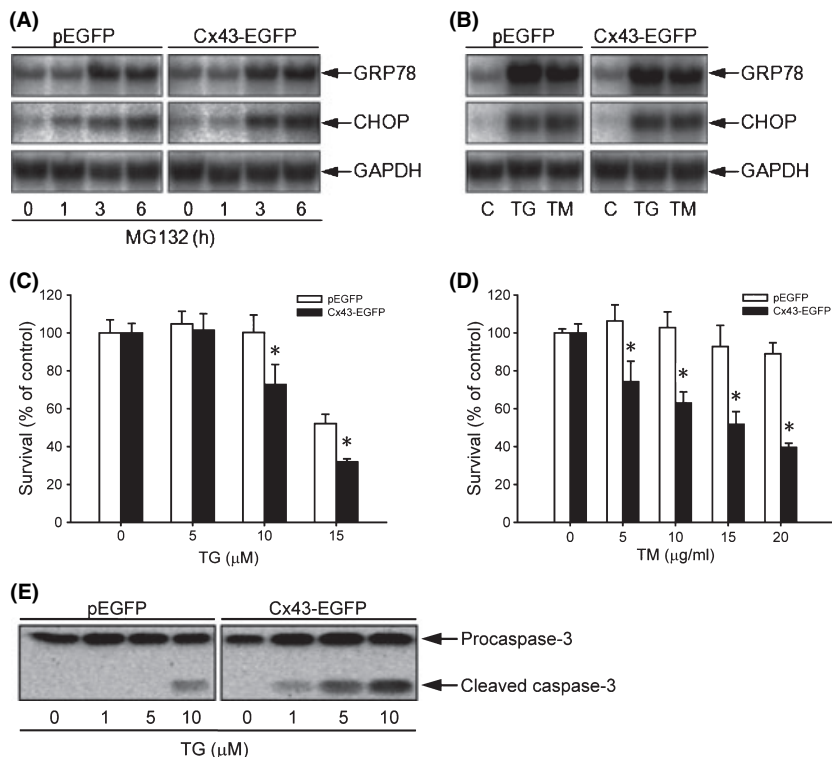 (A)
pEGFP Cx43-EGFP
GRP78
CHOP
GAPDH
0 1 3 6 0 1 3 6
MG132 (h)
(B)
pEGFP Cx43-EGFP
GRP78
CHOP
GAPDH
C TG TM C TG TM
(C)
120
100
80
60
40
20
0
Survival (% of control)
pEGFP
Cx43-EGFP
*
*
0 5 10 15
TG (μM)
(D)
120
100
80
60
40
20
0
Survival (% of control)
pEGFP
Cx43-EGFP
*
*
*
*
0 5 10 15 20
TM (μg/ml)
(E)
pEGFP Cx43-EGFP
Procaspase-3
Cleaved caspase-3
0 1 5 10 0 1 5 10
TG (μM)